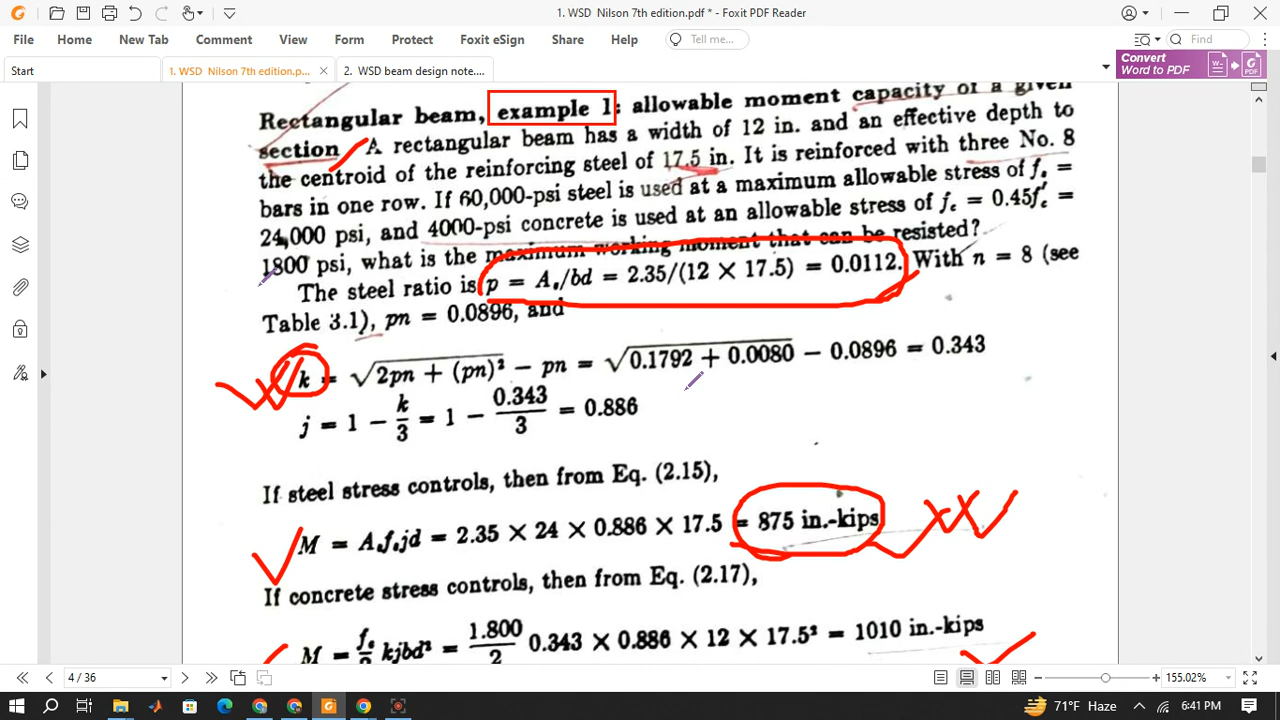 1. WSD Nilson 7th edition.pdf * - Foxit PDF Reader
File Home New Tab Comment View Form Protect Foxit eSign Share Help Tell me... Find
Start 1. WSD Nilson 7th edition.p... × 2. WSD beam design note.... Convert
Word to PDF
Rectangular beam, example 1: allowable moment capacity of a given
section A rectangular beam has a width of 12 in. and an effective depth to
the centroid of the reinforcing steel of 17.5 in. It is reinforced with three No. 8
bars in one row. If 60,000-psi steel is used at a maximum allowable stress of fₛ =
24,000 psi, and 4000-psi concrete is used at an allowable stress of f꜀ = 0.45f'꜀ =
1800 psi, what is the maximum working moment that can be resisted?
The steel ratio is p = Aₛ/bd = 2.35/(12 × 17.5) = 0.0112. With n = 8 (see
Table 3.1), pn = 0.0896, and
k = √2pn + (pn)² − pn = √0.1792 + 0.0080 − 0.0896 = 0.343
j = 1 − k/3 = 1 − 0.343/3 = 0.886
If steel stress controls, then from Eq. (2.15),
M = Aₛfₛjd = 2.35 × 24 × 0.886 × 17.5 = 875 in.-kips
If concrete stress controls, then from Eq. (2.17),
M = f꜀/2 kjbd² = 1.800/2 0.343 × 0.886 × 12 × 17.5² = 1010 in.-kips
4 / 36 155.02%
71°F Haze 6:41 PM